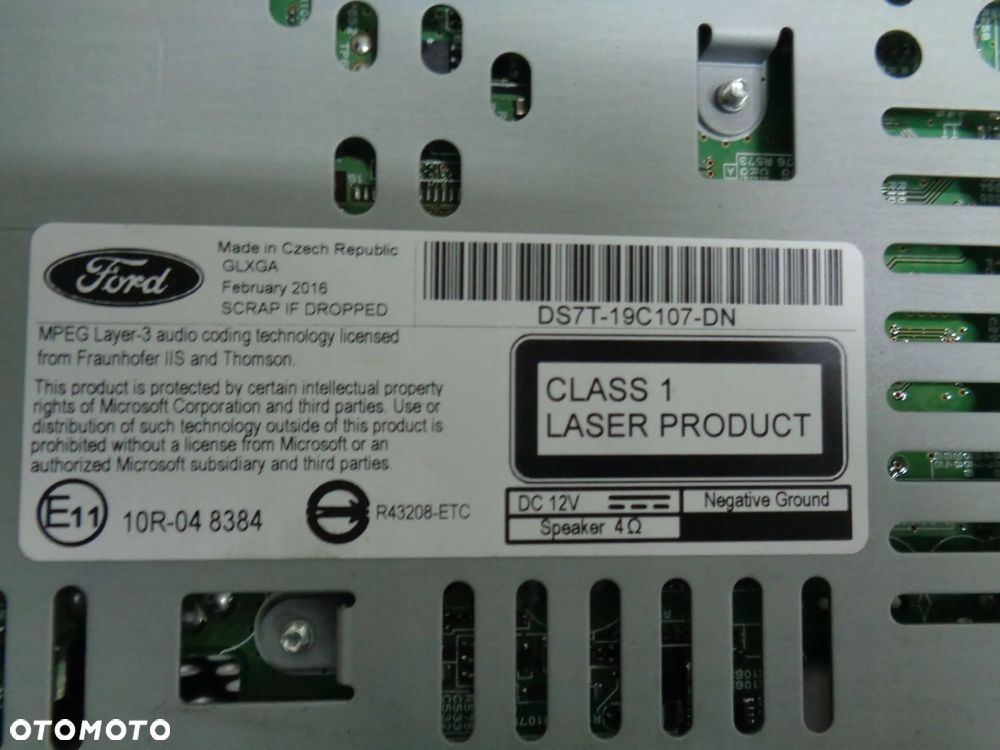 Ford
Made in Czech Republic
GLXGA
February 2016
SCRAP IF DROPPED
DS7T-19C107-DN
MPEG Layer-3 audio coding technology licensed
from Fraunhofer IIS and Thomson.
This product is protected by certain intellectual property
rights of Microsoft Corporation and third parties. Use or
distribution of such technology outside of this product is
prohibited without a license from Microsoft or an
authorized Microsoft subsidiary and third parties.
CLASS 1
LASER PRODUCT
E11
10R-04 8384
R43208-ETC
DC 12V
Negative Ground
Speaker 4Ω
OTOMOTO